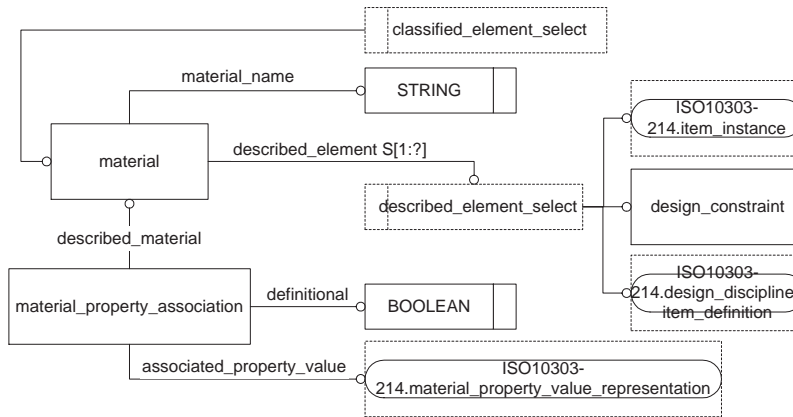 classified_element_select
material_name
STRING
ISO10303-
214.item_instance
material
described_element S[1:?]
described_element_select
design_constraint
described_material
ISO10303-
214.design_discipline_
item_definition
material_property_association
definitional
BOOLEAN
associated_property_value
ISO10303-
214.material_property_value_representation